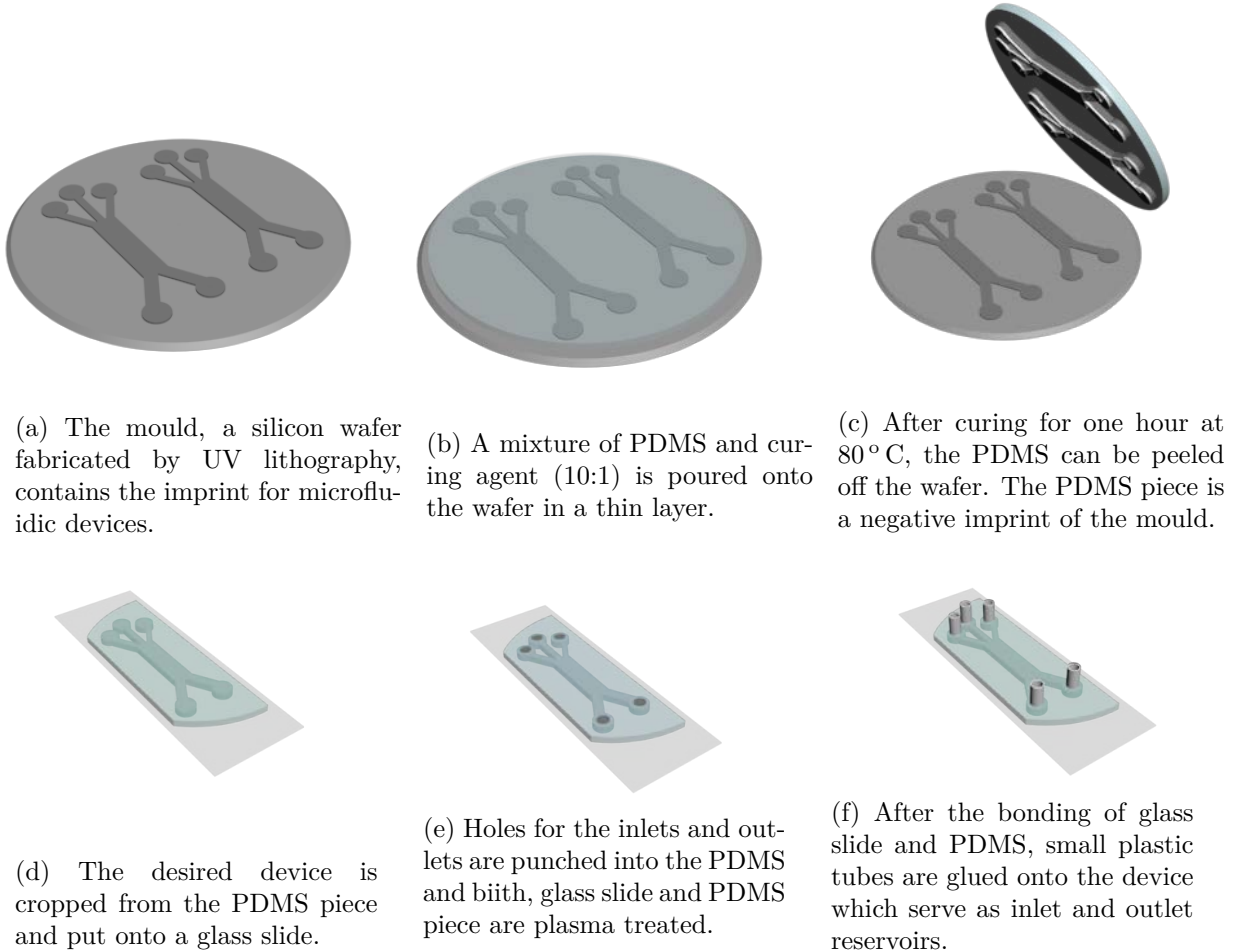 (a) The mould, a silicon wafer
fabricated by UV lithography,
contains the imprint for microflu-
idic devices.
(b) A mixture of PDMS and cur-
ing agent (10:1) is poured onto
the wafer in a thin layer.
(c) After curing for one hour at
80 ° C, the PDMS can be peeled
off the wafer. The PDMS piece is
a negative imprint of the mould.
(d) The desired device is
cropped from the PDMS piece
and put onto a glass slide.
(e) Holes for the inlets and out-
lets are punched into the PDMS
and biith, glass slide and PDMS
piece are plasma treated.
(f) After the bonding of glass
slide and PDMS, small plastic
tubes are glued onto the device
which serve as inlet and outlet
reservoirs.